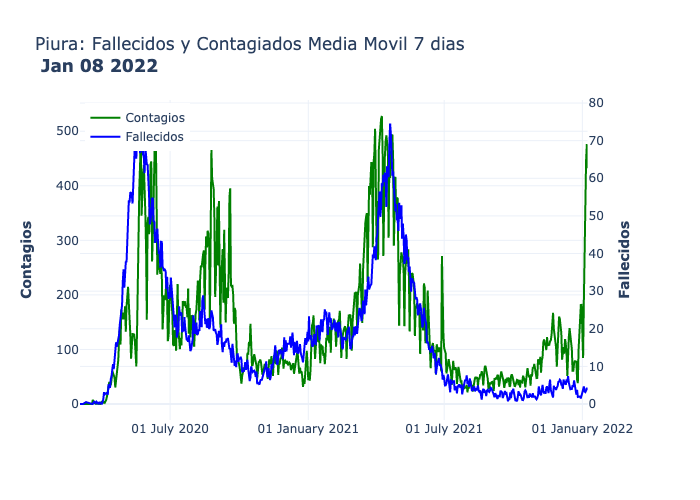 Piura: Fallecidos y Contagiados Media Movil 7 dias
Jan 08 2022
Contagios
Fallecidos
Contagios
500
400
300
200
100
0
80
70
60
50
40
30
20
10
0
Fallecidos
01 July 2020
01 January 2021
01 July 2021
01 January 2022